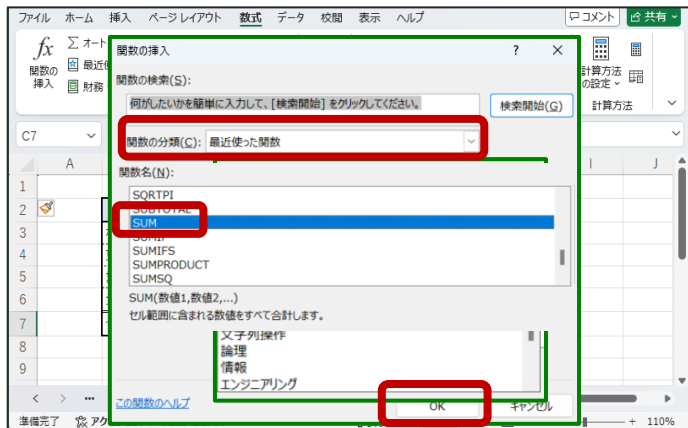 ファイル ホーム 挿入 ページ レイアウト 数式 データ 校閲 表示 ヘルプ コメント 共有
fx
関数の
挿入
Σ オート
最近
財務
計算方法
の設定
計算方法
関数の挿入 ? ×
関数の検索(S):
何がしたいかを簡単に入力して、[検索開始] をクリックしてください。 検索開始(G)
関数の分類(C): 最近使った関数
関数名(N):
SQRTPI
SUBTOTAL
SUM
SUMIF
SUMIFS
SUMPRODUCT
SUMSQ
SUM(数値1,数値2,...)
セル範囲に含まれる数値をすべて合計します。
文字列操作
論理
情報
エンジニアリング
この関数のヘルプ OK キャンセル
C7
A I J
1
2
3
4
5
6
7
8
9
準備完了 アク 110%